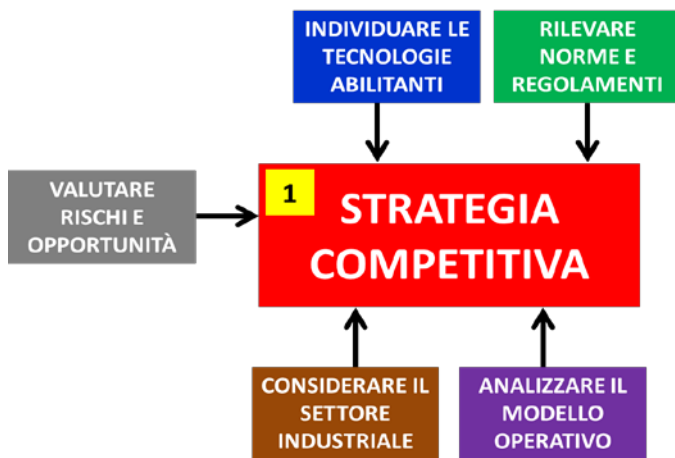 INDIVIDUARE LE
TECNOLOGIE
ABILITANTI
RILEVARE
NORME E
REGOLAMENTI
VALUTARE
RISCHI E
OPPORTUNITÀ
1
STRATEGIA
COMPETITIVA
CONSIDERARE IL
SETTORE
INDUSTRIALE
ANALIZZARE IL
MODELLO
OPERATIVO